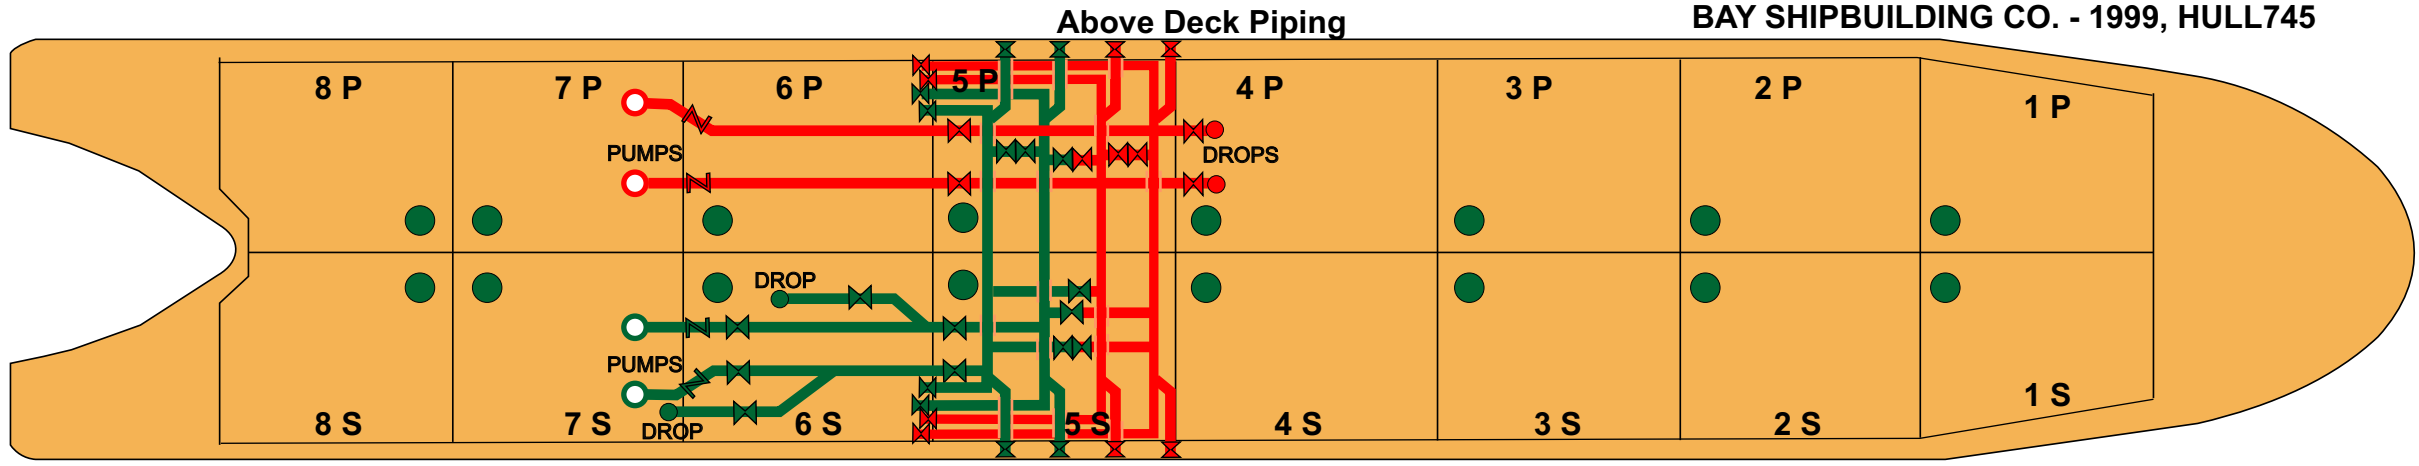 Above Deck Piping
BAY SHIPBUILDING CO. - 1999, HULL745
8 P
7 P
6 P
5 P
4 P
3 P
2 P
1 P
PUMPS
DROPS
DROP
PUMPS
DROP
8 S
7 S
6 S
5 S
4 S
3 S
2 S
1 S